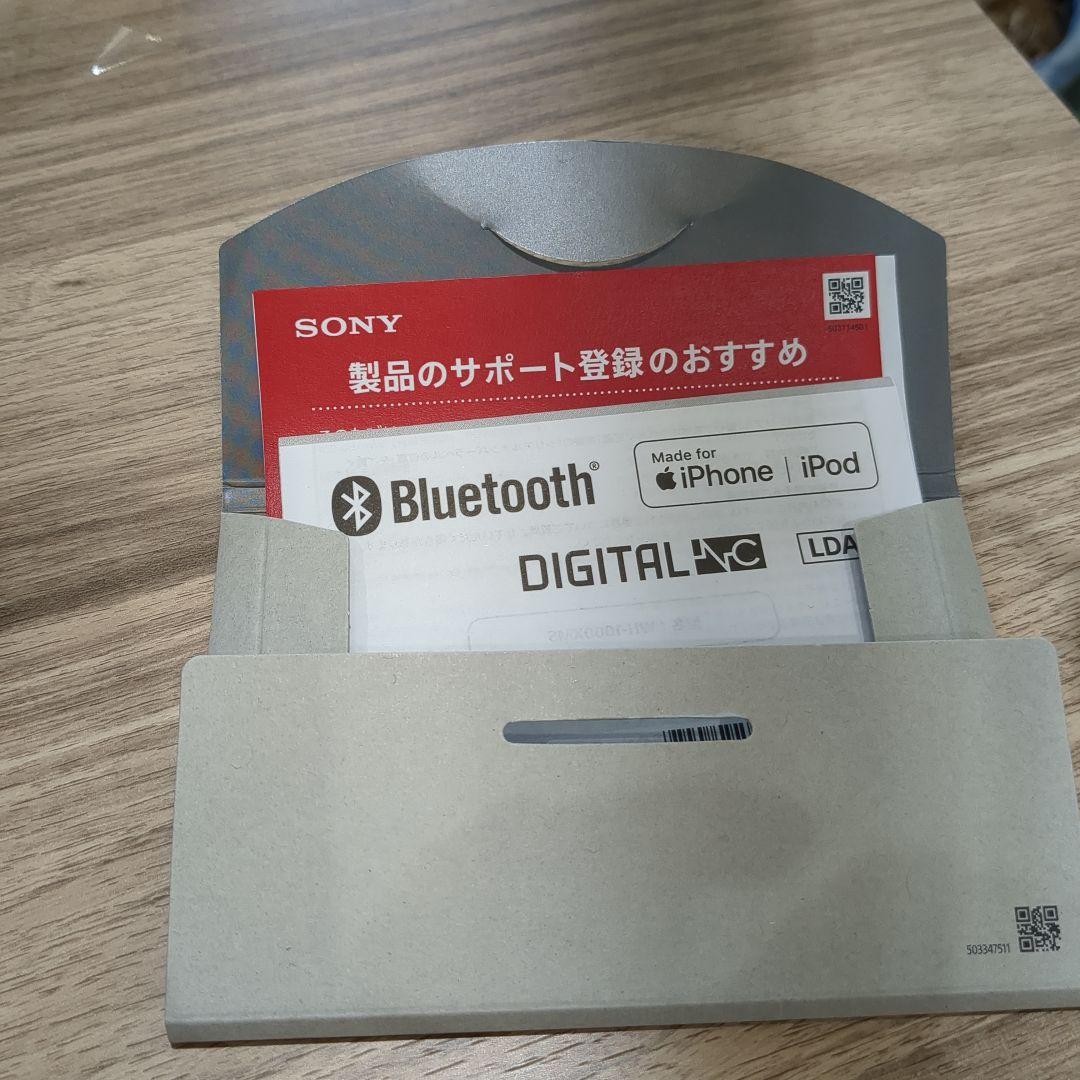 SONY
製品のサポート登録のおすすめ
Bluetooth®
Made for
iPhone | iPod
DIGITAL NC
LDA
503347511